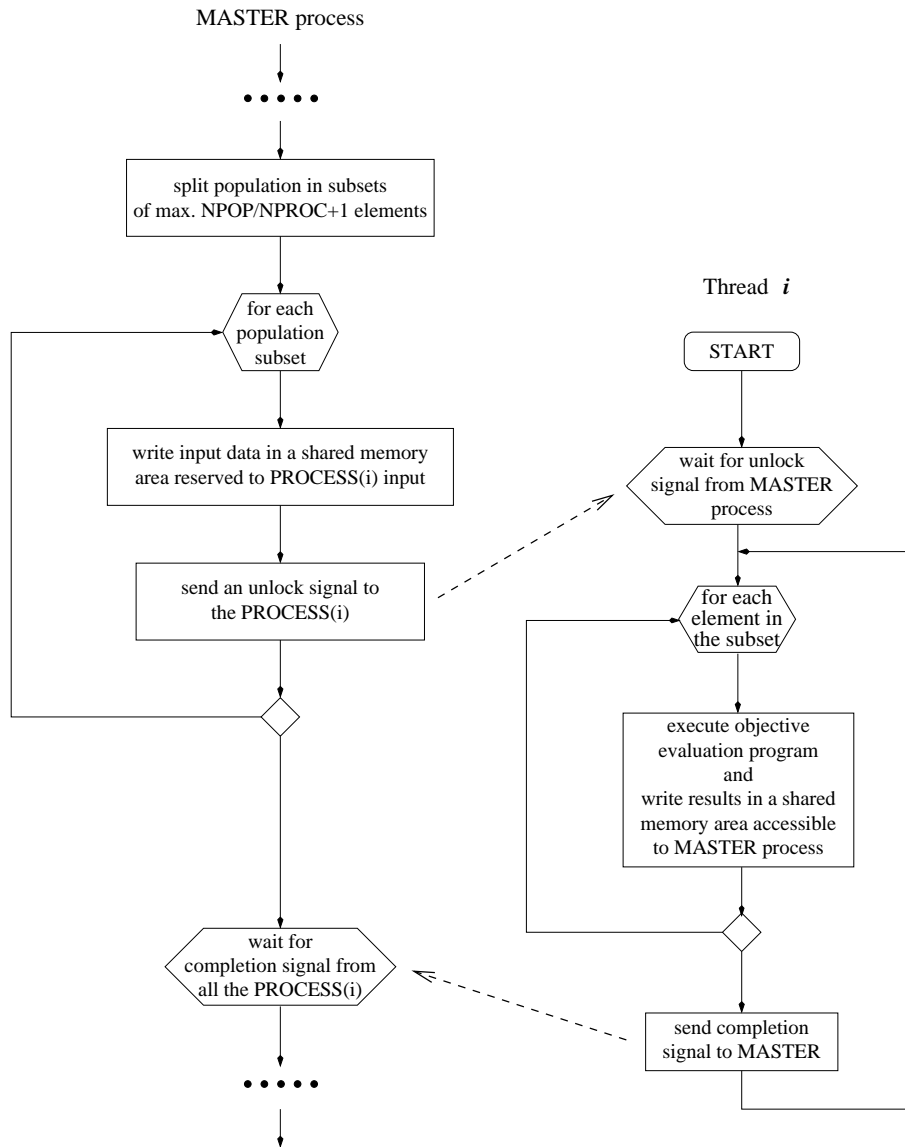 MASTER process
split population in subsets
of max. NPOP/NPROC+1 elements
for each
population
subset
write input data in a shared memory
area reserved to PROCESS(i) input
send an unlock signal to
the PROCESS(i)
wait for
completion signal from
all the PROCESS(i)
Thread i
START
wait for unlock
signal from MASTER
process
for each
element in
the subset
execute objective
evaluation program
and
write results in a shared
memory area accessible
to MASTER process
send completion
signal to MASTER